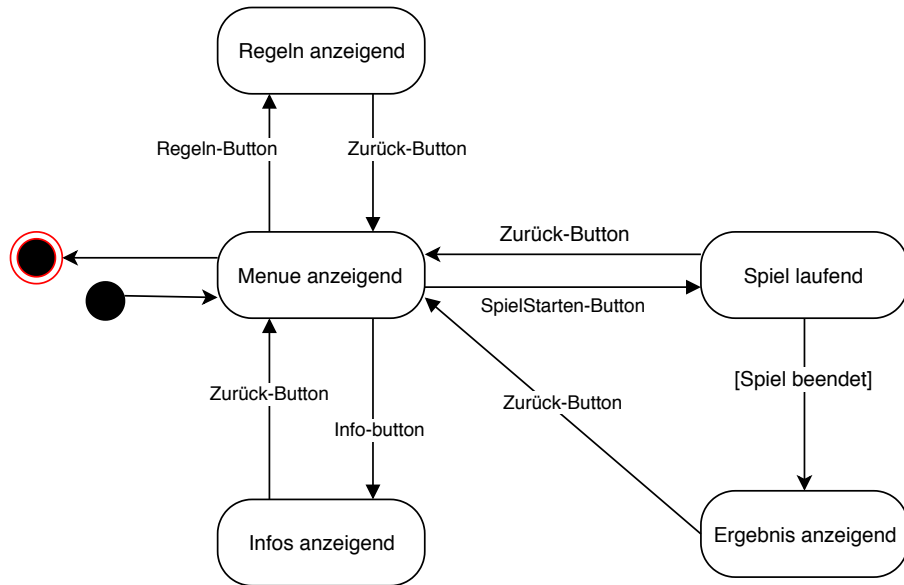 Regeln anzeigend
Regeln-Button
Zurück-Button
Zurück-Button
Menue anzeigend
Spiel laufend
SpielStarten-Button
Zurück-Button
Info-button
Zurück-Button
[Spiel beendet]
Infos anzeigend
Ergebnis anzeigend